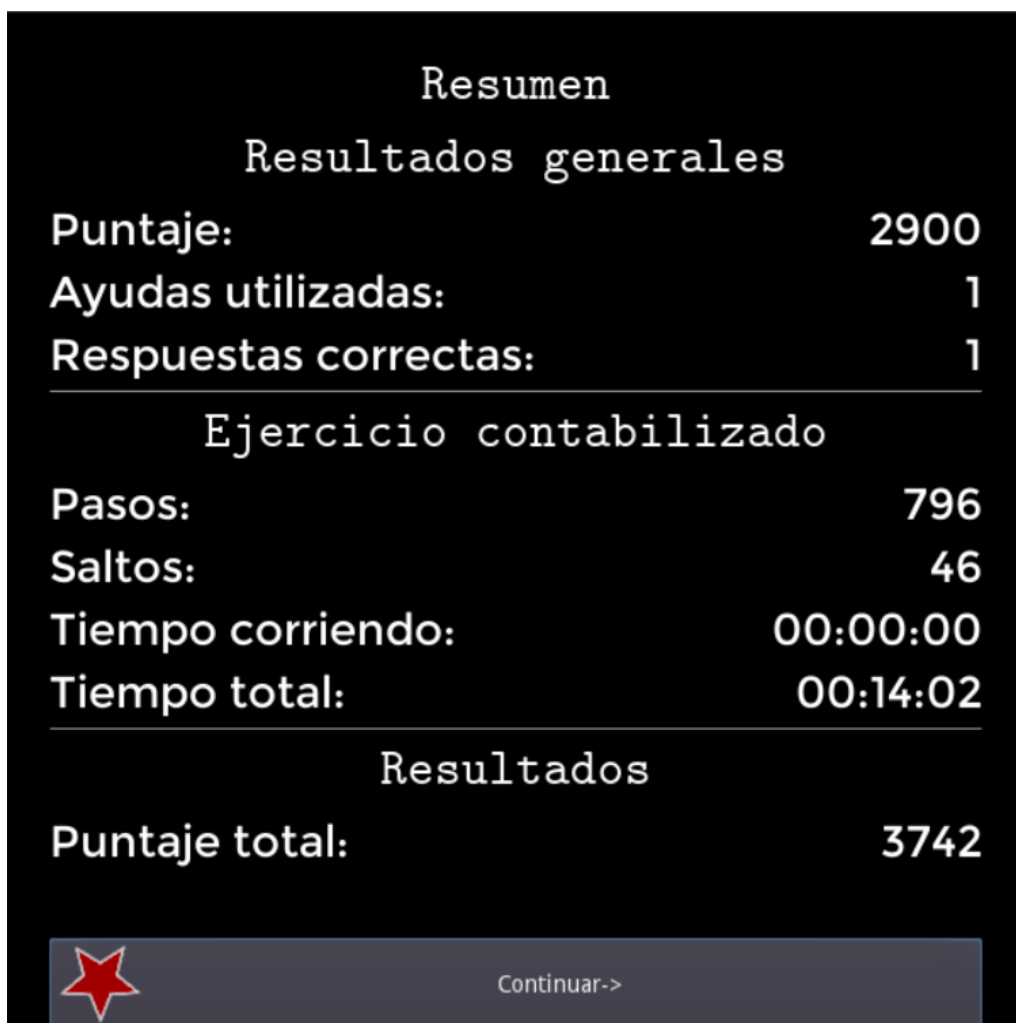 Resumen
Resultados generales
Puntaje: 2900
Ayudas utilizadas: 1
Respuestas correctas: 1
Ejercicio contabilizado
Pasos: 796
Saltos: 46
Tiempo corriendo: 00:00:00
Tiempo total: 00:14:02
Resultados
Puntaje total: 3742
Continuar->